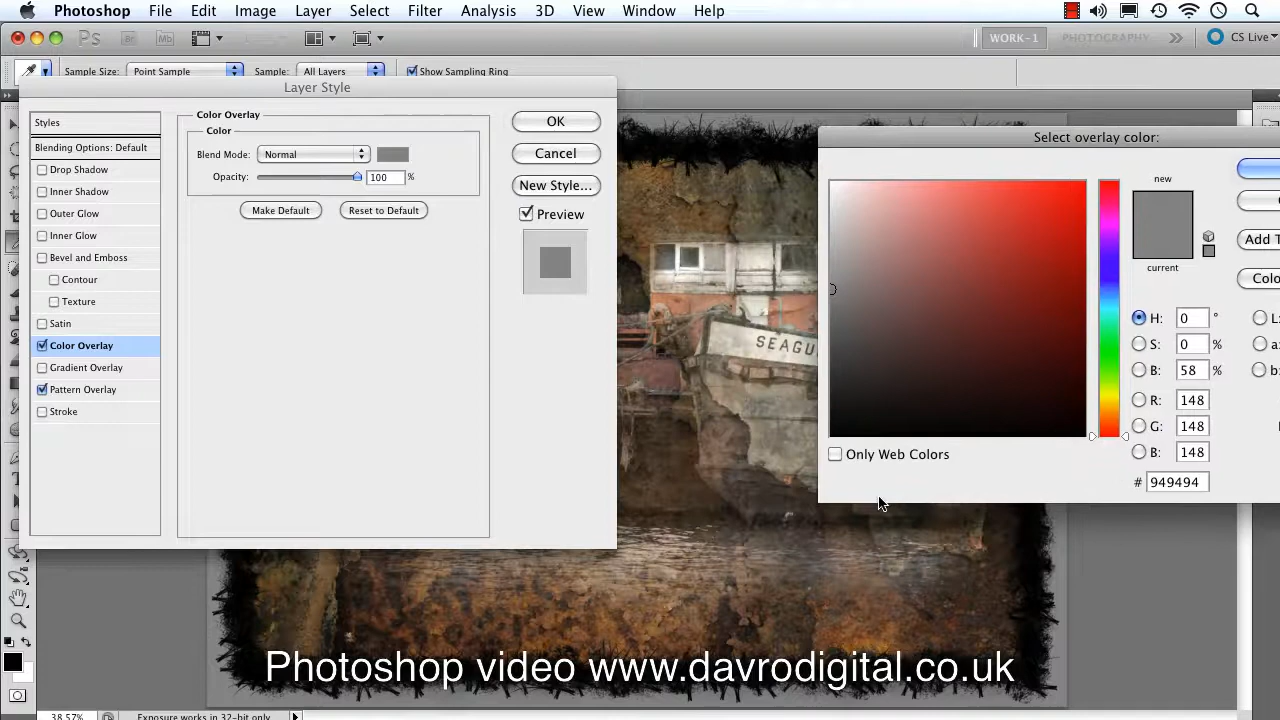 Photoshop File Edit Image Layer Select Filter Analysis 3D View Window Help
Ps Br Mb WORK-1 PHOTOGRAPHY CS Live
Sample Size: Point Sample Sample: All Layers Show Sampling Ring
Layer Style
Styles
Blending Options: Default
Drop Shadow
Inner Shadow
Outer Glow
Inner Glow
Bevel and Emboss
Contour
Texture
Satin
Color Overlay
Gradient Overlay
Pattern Overlay
Stroke
Color Overlay
Color
Blend Mode: Normal
Opacity: 100 %
Make Default Reset to Default
OK
Cancel
New Style...
Preview
SEAGU
Select overlay color:
new
current
Add T
Colo
H: 0 °
S: 0 %
B: 58 %
R: 148
G: 148
B: 148
# 949494
L:
a:
b:
Only Web Colors
Photoshop video www.davrodigital.co.uk
38.57% Exposure works in 32-bit only